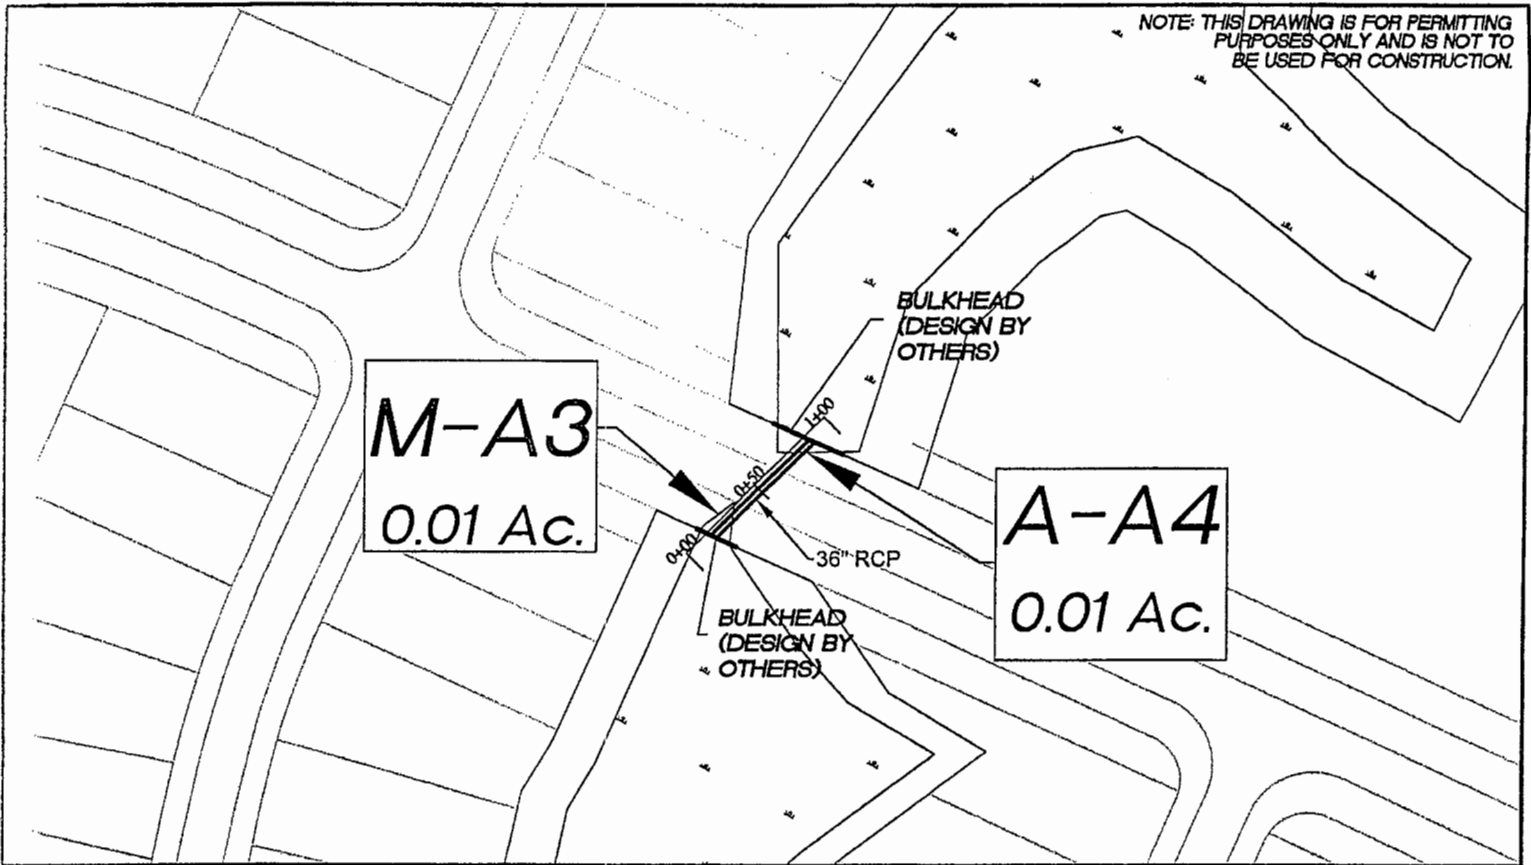 NOTE: THIS DRAWING IS FOR PERMITTING
PURPOSES ONLY AND IS NOT TO
BE USED FOR CONSTRUCTION.
BULKHEAD
(DESIGN BY
OTHERS)
M-A3
0.01 Ac.
1+00
0+50
0+00
A-A4
0.01 Ac.
36" RCP
BULKHEAD
(DESIGN BY
OTHERS)